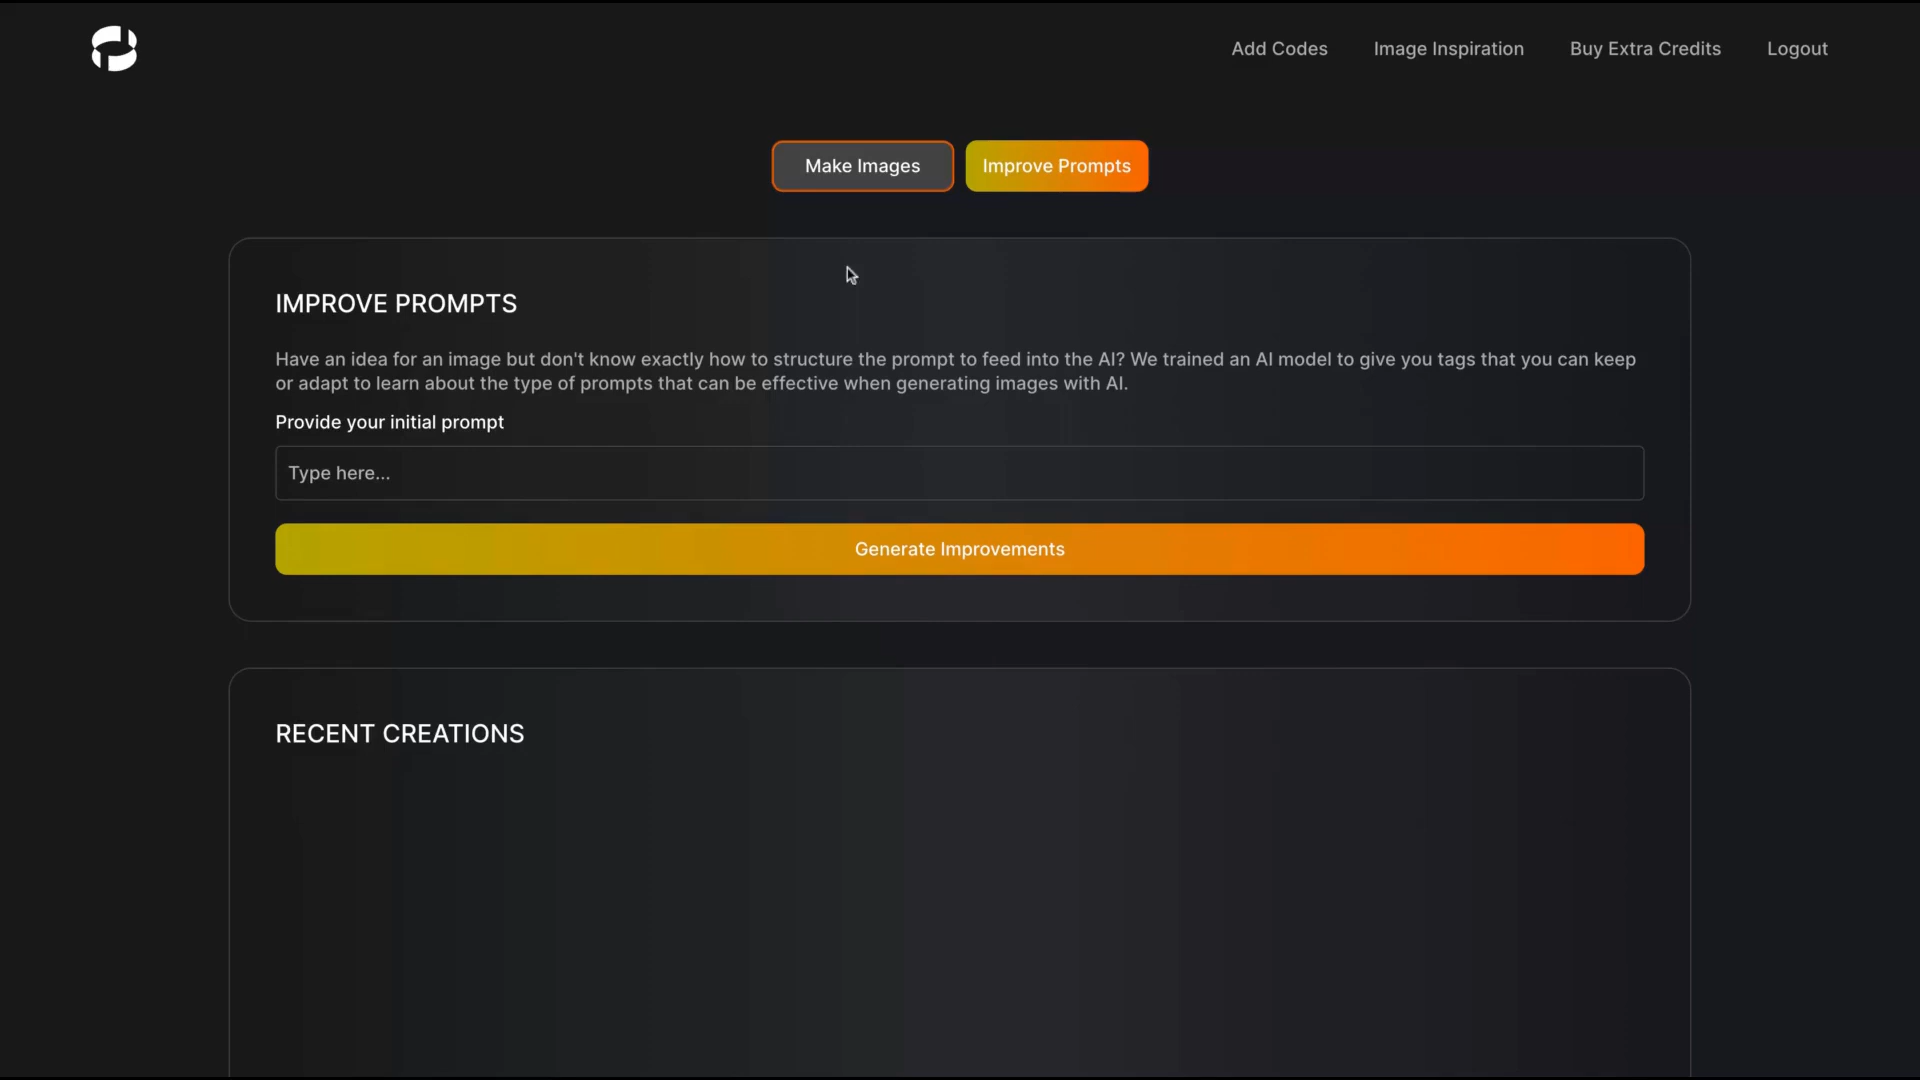 Add Codes
Image Inspiration
Buy Extra Credits
Logout
Make Images
Improve Prompts
IMPROVE PROMPTS
Have an idea for an image but don't know exactly how to structure the prompt to feed into the AI? We trained an AI model to give you tags that you can keep
or adapt to learn about the type of prompts that can be effective when generating images with AI.
Provide your initial prompt
Type here...
Generate Improvements
RECENT CREATIONS